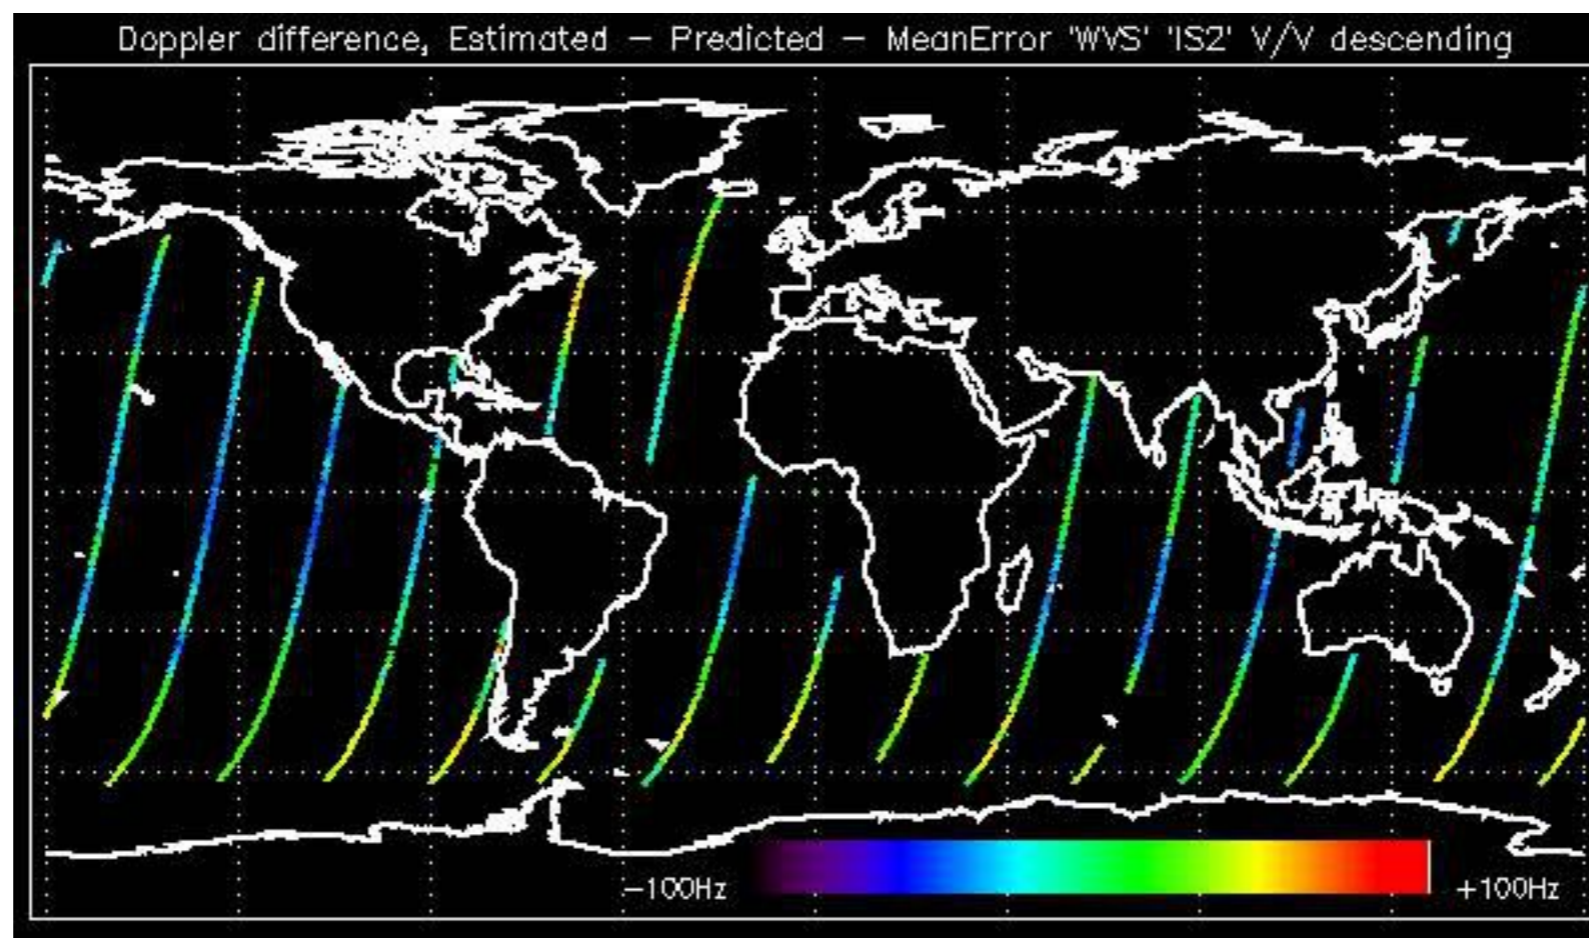 Doppler difference, Estimated – Predicted – MeanError 'WVS' 'IS2' V/V descending
–100Hz
+100Hz